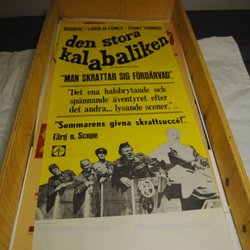 BOURVIL - LOUIS de FUNES - TERRY THOMAS
den stora
kalabaliken
"MAN SKRATTAR SIG FÖRDÄRVAD"
"Det ena halsbrytande och
spännande äventyret efter
det andra... lysande scener"
"Sommarens givna skrattsuccé!"
Färg o. Scope